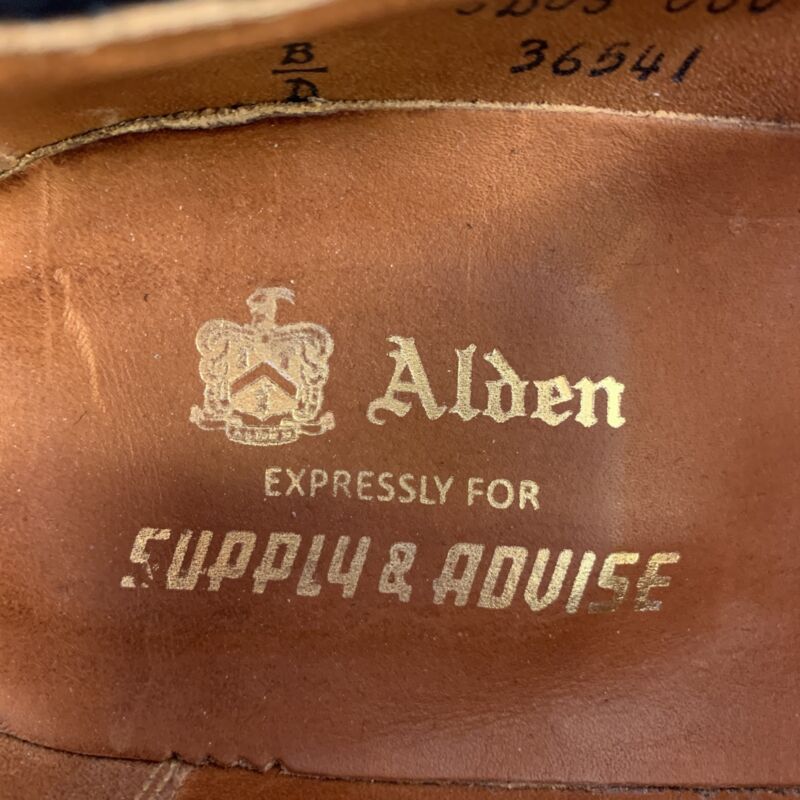 B
D
36541
Alden
EXPRESSLY FOR
SUPPLY & ADVISE